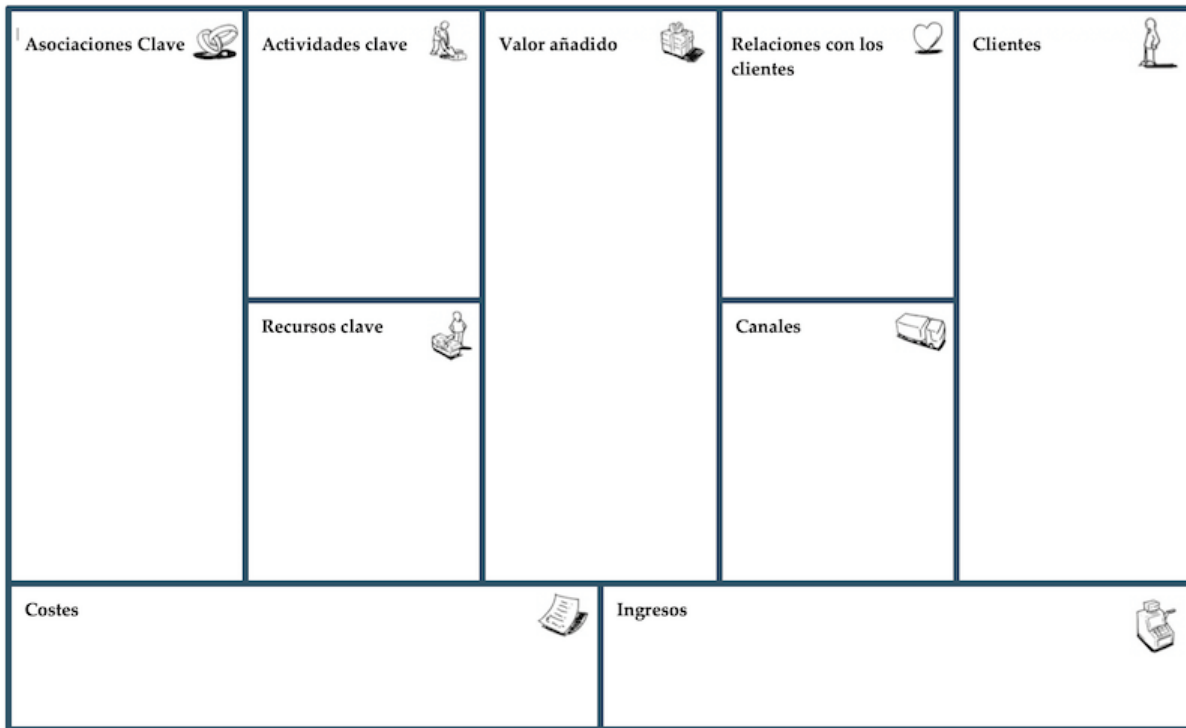 Asociaciones Clave
Actividades clave
Valor añadido
Relaciones con los
clientes
Clientes
Recursos clave
Canales
Costes
Ingresos